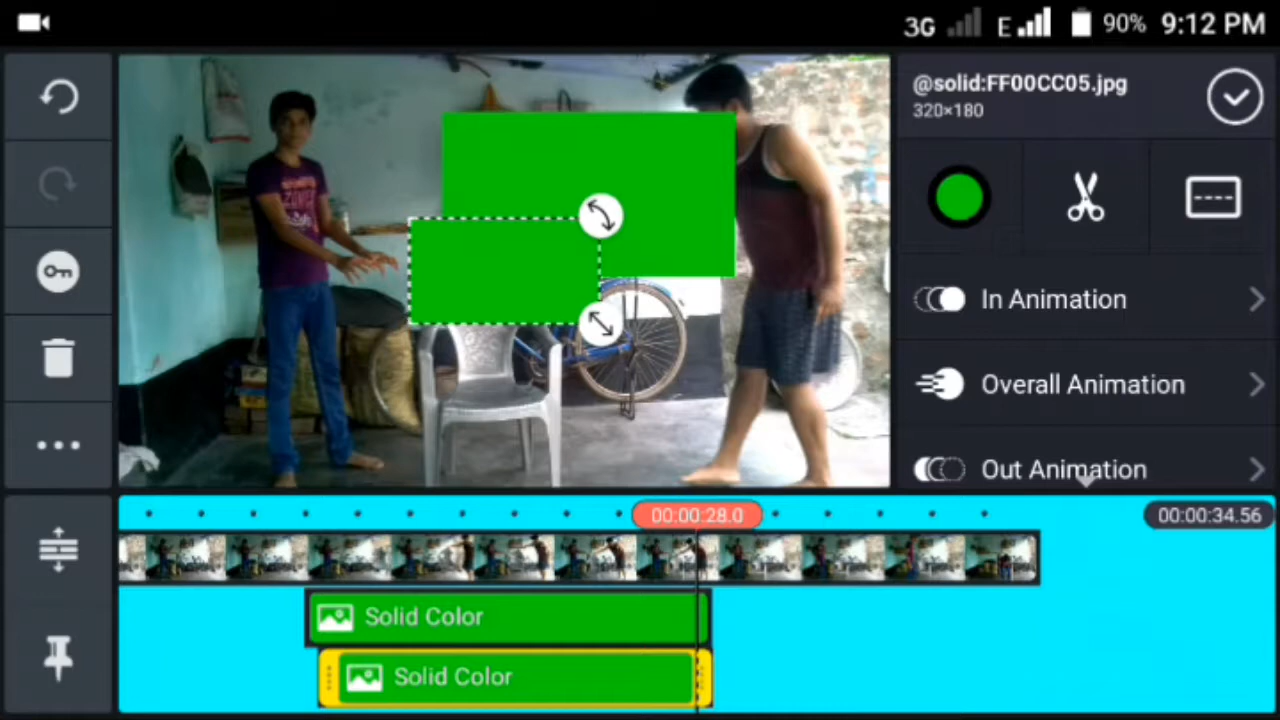 3G E 90% 9:12 PM
@solid:FF00CC05.jpg
320×180
In Animation
Overall Animation
Out Animation
00:00:28.0
00:00:34.56
Solid Color
Solid Color